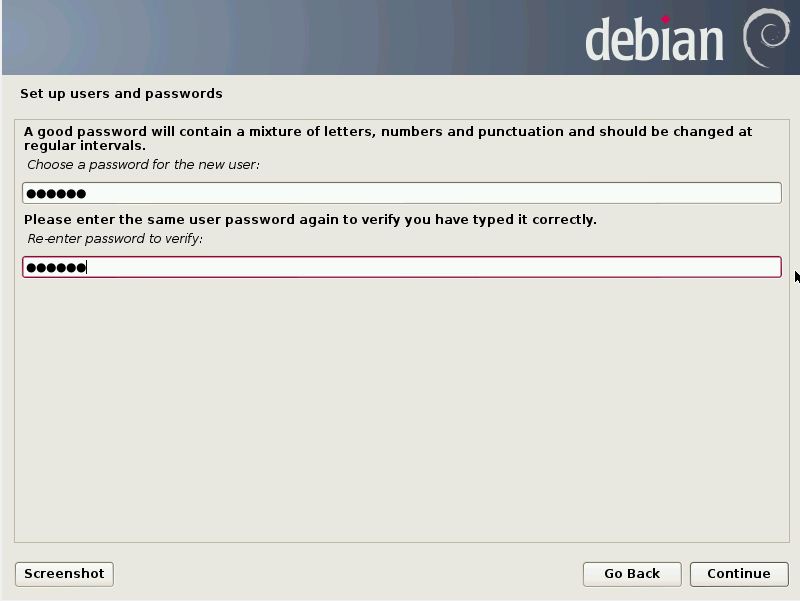 debian
Set up users and passwords
A good password will contain a mixture of letters, numbers and punctuation and should be changed at
regular intervals.
Choose a password for the new user:
●●●●●●
Please enter the same user password again to verify you have typed it correctly.
Re-enter password to verify:
●●●●●●
Screenshot
Go Back
Continue